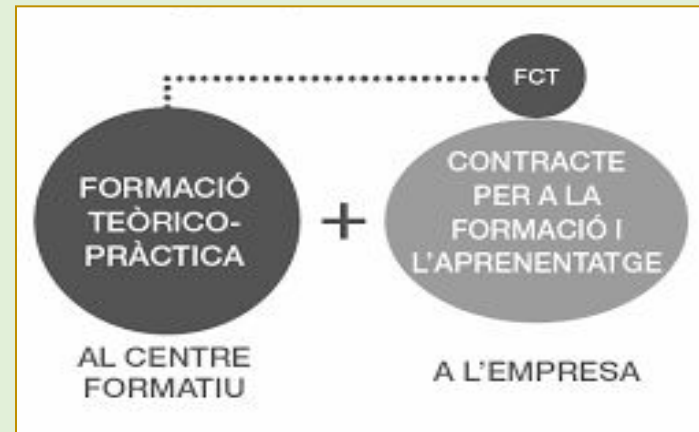 FCT
FORMACIÓ
TEÒRICO-
PRÀCTICA
+
CONTRACTE
PER A LA
FORMACIÓ I
L'APRENENTATGE
AL CENTRE
FORMATIU
A L'EMPRESA